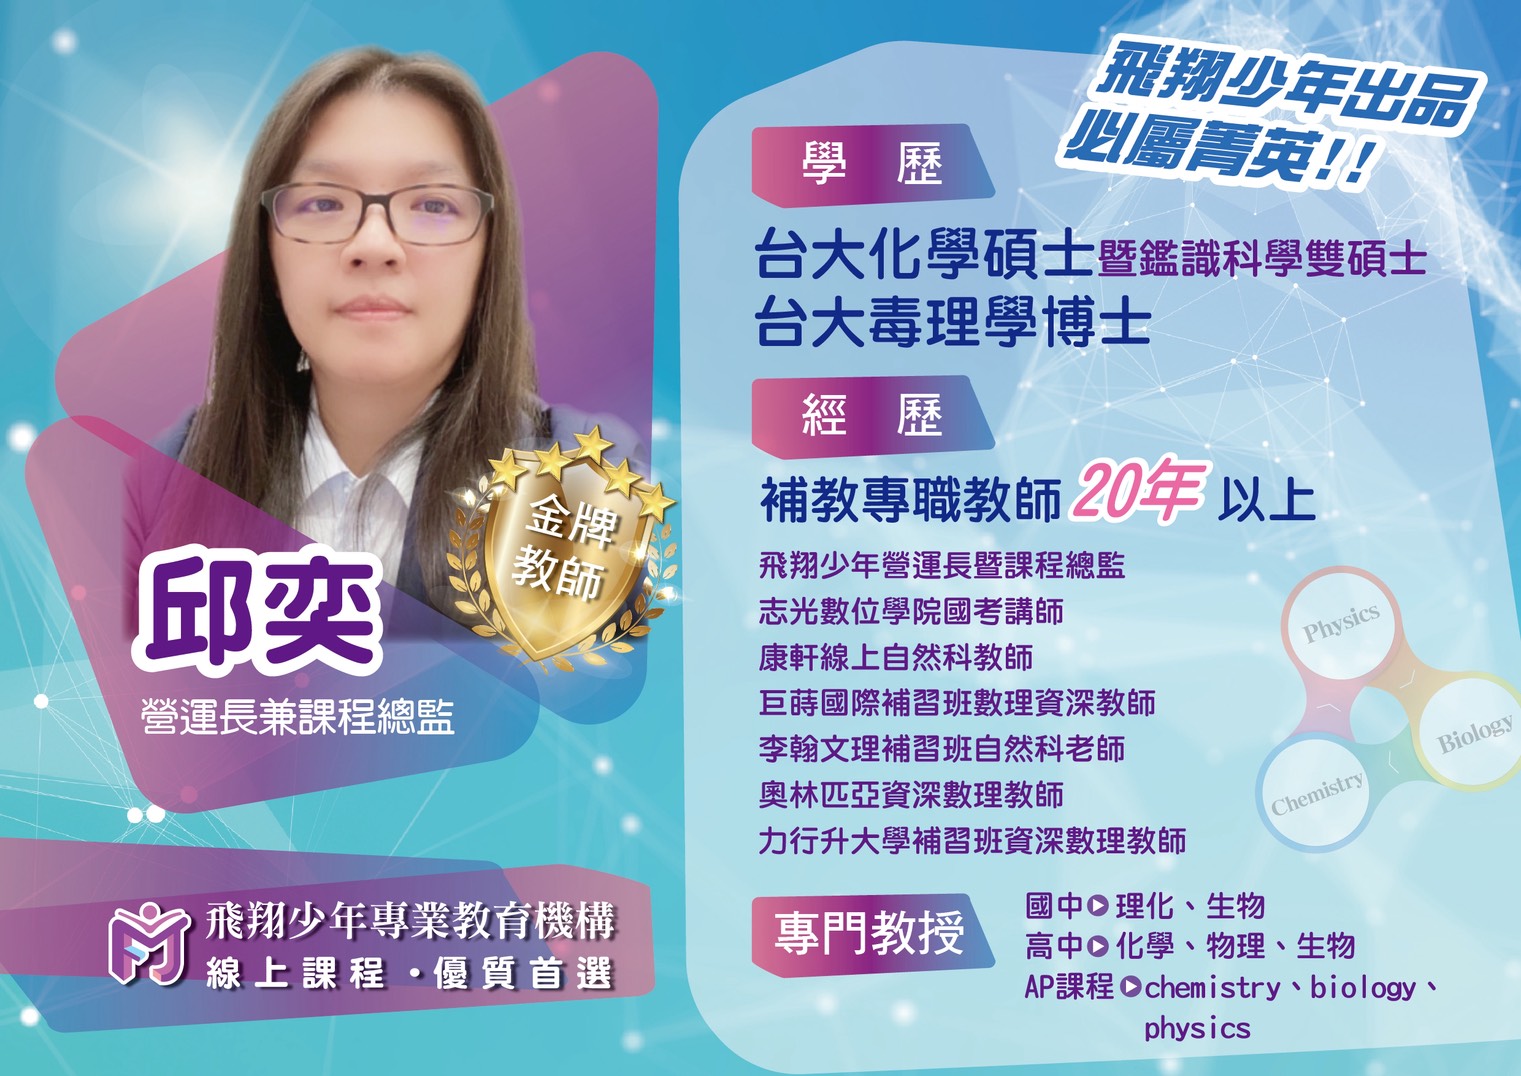 飛翔少年出品
必屬菁英!!
學歷
台大化學碩士暨鑑識科學雙碩士
台大毒理學博士
經歷
補教專職教師20年以上
飛翔少年營運長暨課程總監
志光數位學院國考講師
康軒線上自然科教師
巨蒔國際補習班數理資深教師
李翰文理補習班自然科老師
奧林匹亞資深數理教師
力行升大學補習班資深數理教師
Physics
Biology
Chemistry
專門教授
國中 理化、生物
高中 化學、物理、生物
AP課程 chemistry、biology、
physics
金牌
教師
邱奕
營運長兼課程總監
飛翔少年專業教育機構
線上課程・優質首選